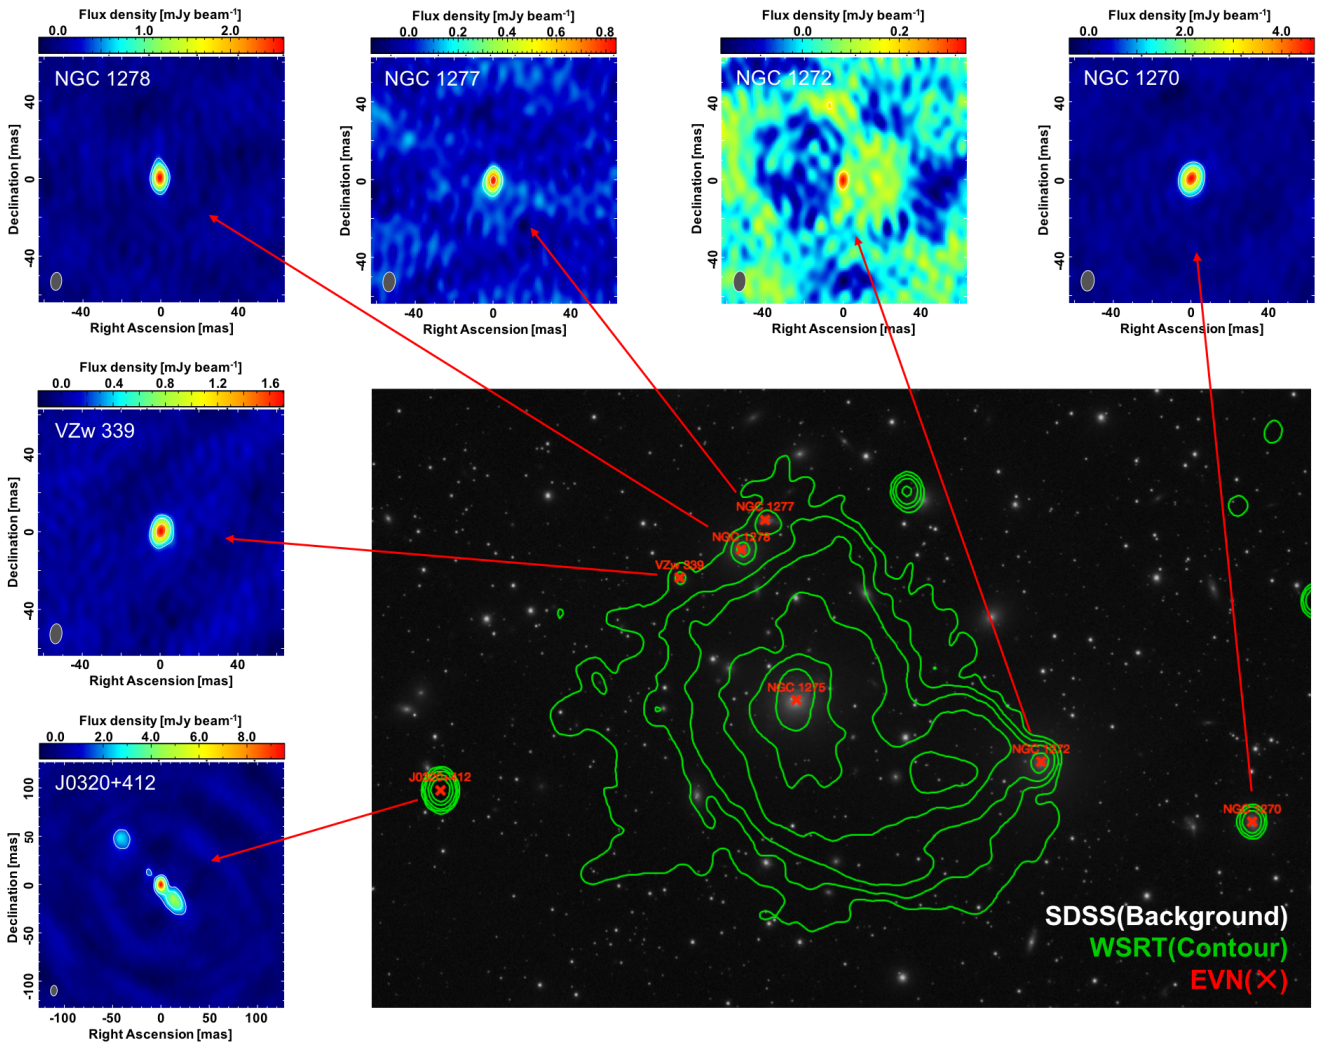 Flux density [mJy beam⁻¹]
0.0 1.0 2.0
NGC 1278
40
0
-40
Declination [mas]
-40 0 40
Right Ascension [mas]
Flux density [mJy beam⁻¹]
0.0 0.2 0.4 0.6 0.8
NGC 1277
40
0
-40
Declination [mas]
-40 0 40
Right Ascension [mas]
Flux density [mJy beam⁻¹]
0.0 0.2
NGC 1272
40
0
-40
Declination [mas]
-40 0 40
Right Ascension [mas]
Flux density [mJy beam⁻¹]
0.0 2.0 4.0
NGC 1270
40
0
-40
Declination [mas]
-40 0 40
Right Ascension [mas]
Flux density [mJy beam⁻¹]
0.0 0.4 0.8 1.2 1.6
VZw 339
40
0
-40
Declination [mas]
-40 0 40
Right Ascension [mas]
Flux density [mJy beam⁻¹]
0.0 2.0 4.0 6.0 8.0
J0320+412
100
50
0
-50
-100
Declination [mas]
-100 -50 0 50 100
Right Ascension [mas]
NGC 1277
NGC 1278
VZw 339
NGC 1275
NGC 1272
J0320+412
NGC 1270
SDSS(Background)
WSRT(Contour)
EVN(✕)